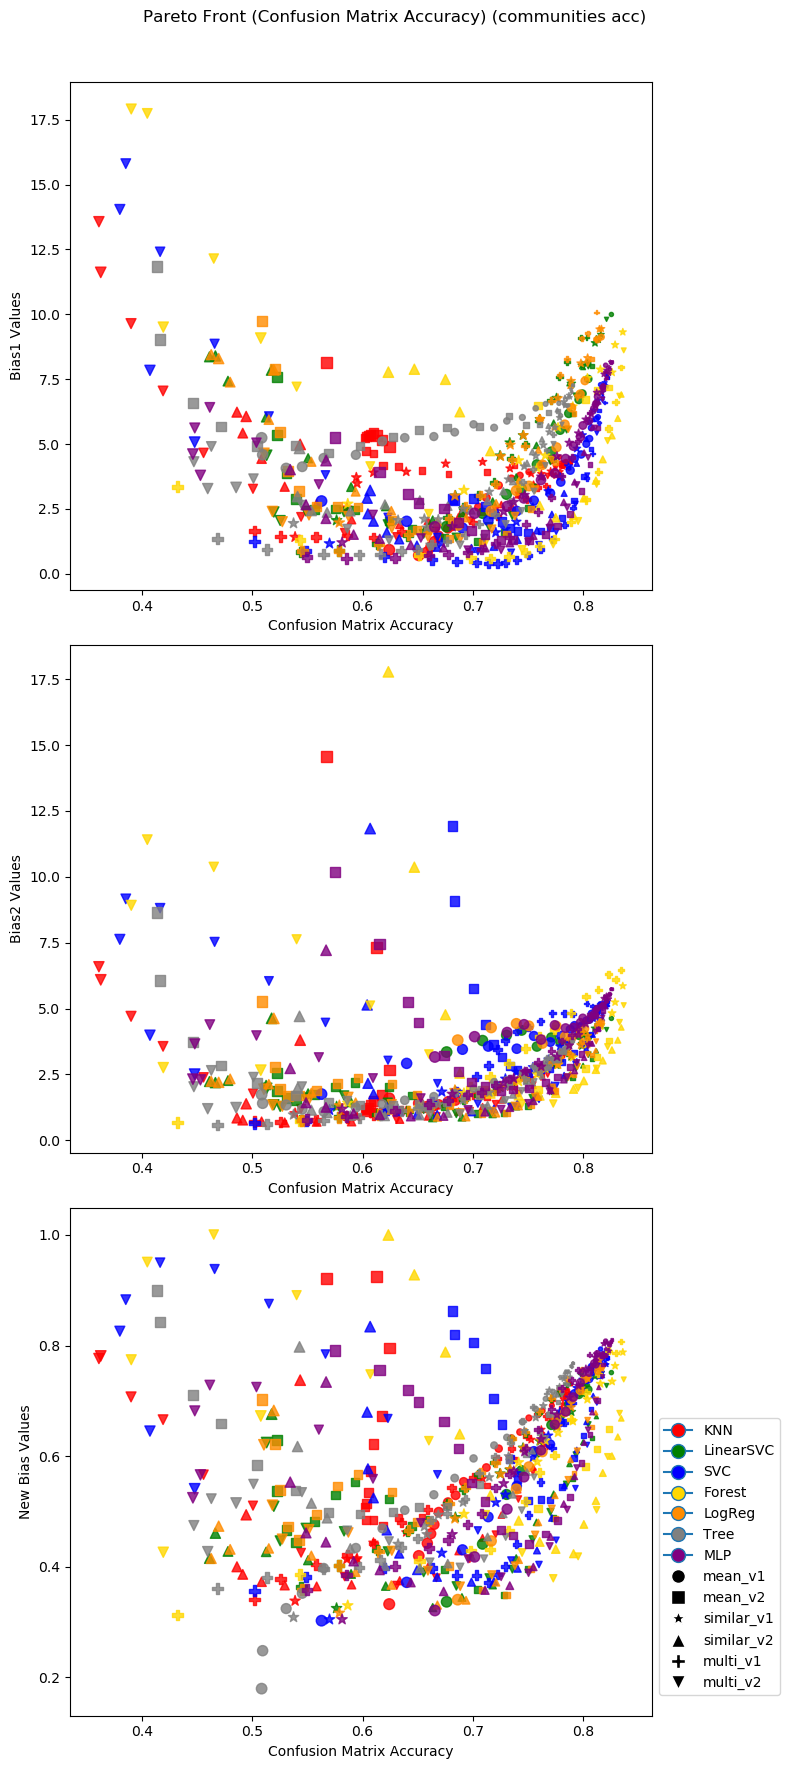 Pareto Front (Confusion Matrix Accuracy) (communities acc)
17.5
15.0
12.5
10.0
7.5
5.0
2.5
0.0
Bias1 Values
0.4 0.5 0.6 0.7 0.8
Confusion Matrix Accuracy
17.5
15.0
12.5
10.0
7.5
5.0
2.5
0.0
Bias2 Values
0.4 0.5 0.6 0.7 0.8
Confusion Matrix Accuracy
1.0
0.8
0.6
0.4
0.2
New Bias Values
0.4 0.5 0.6 0.7 0.8
Confusion Matrix Accuracy
KNN
LinearSVC
SVC
Forest
LogReg
Tree
MLP
mean_v1
mean_v2
similar_v1
similar_v2
multi_v1
multi_v2